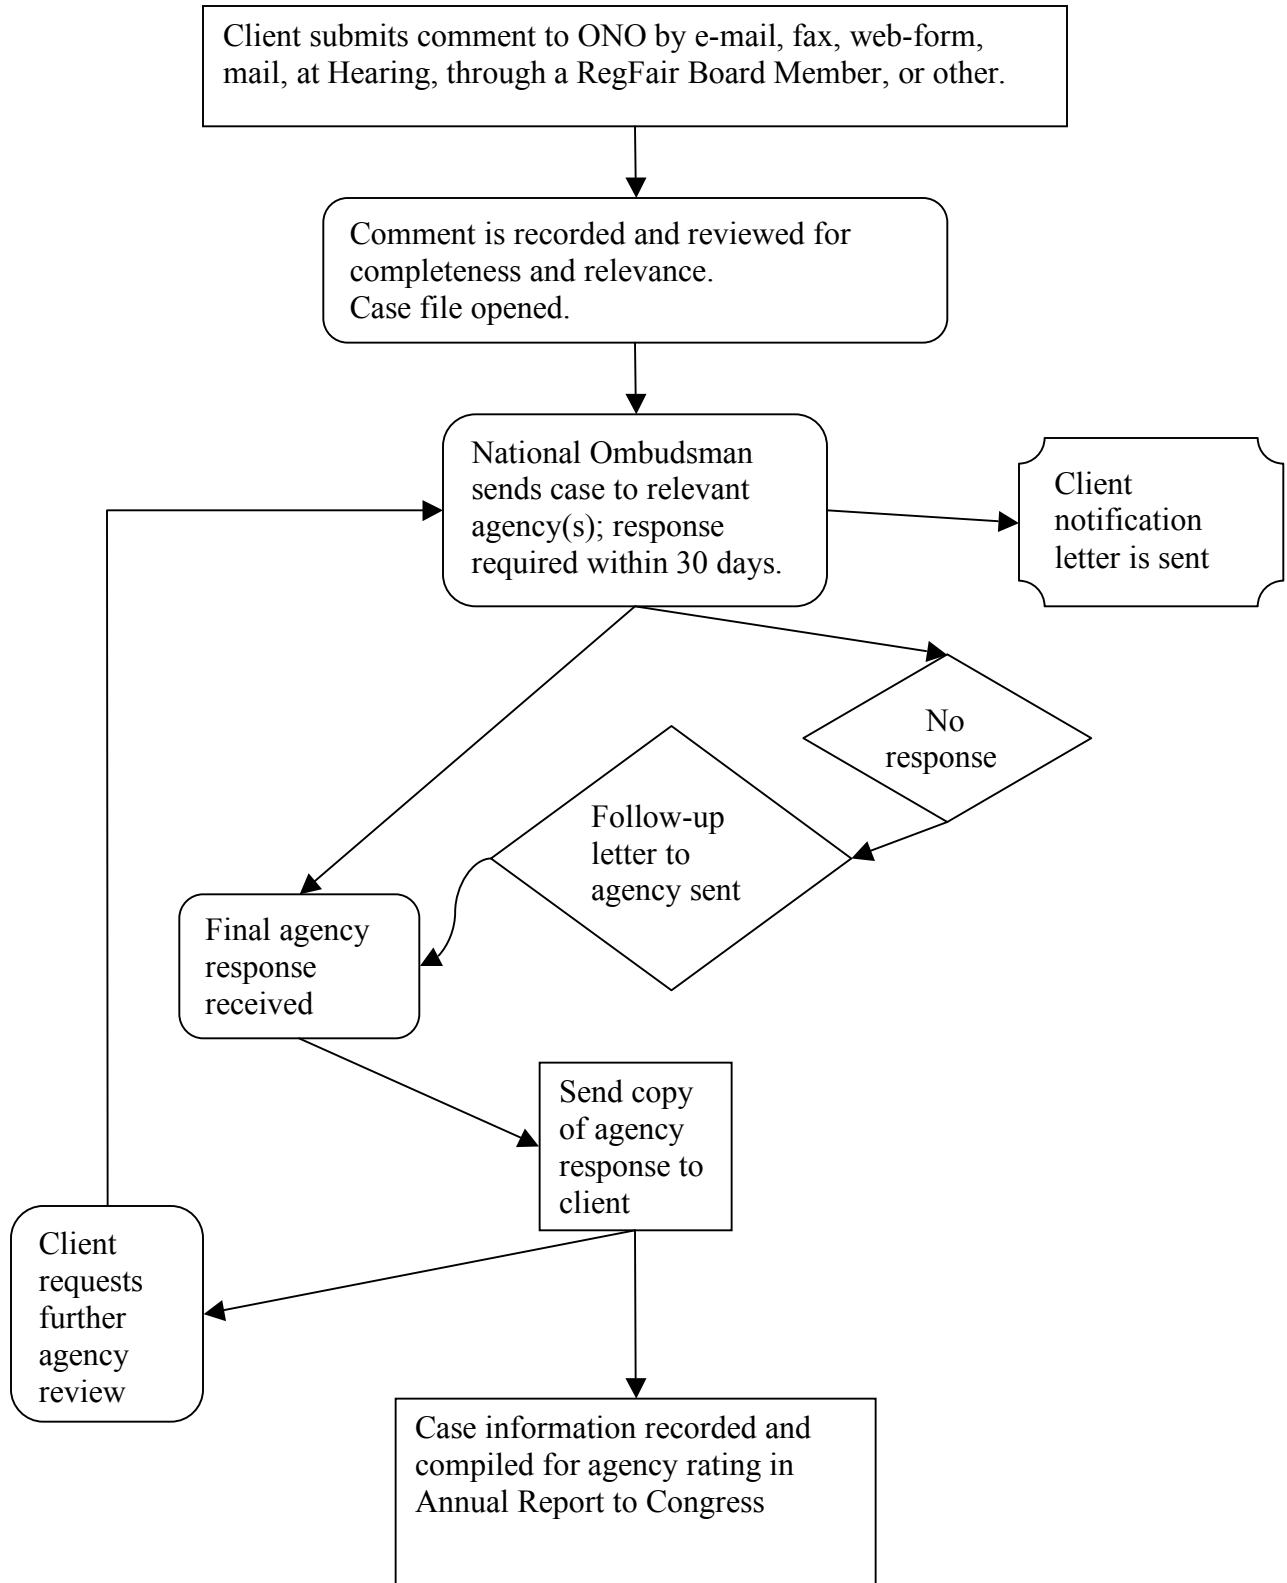 Client submits comment to ONO by e-mail, fax, web-form,
mail, at Hearing, through a RegFair Board Member, or other.
Comment is recorded and reviewed for
completeness and relevance.
Case file opened.
National Ombudsman
sends case to relevant
agency(s); response
required within 30 days.
Client
notification
letter is sent
No
response
Follow-up
letter to
agency sent
Final agency
response
received
Send copy
of agency
response to
client
Client
requests
further
agency
review
Case information recorded and
compiled for agency rating in
Annual Report to Congress